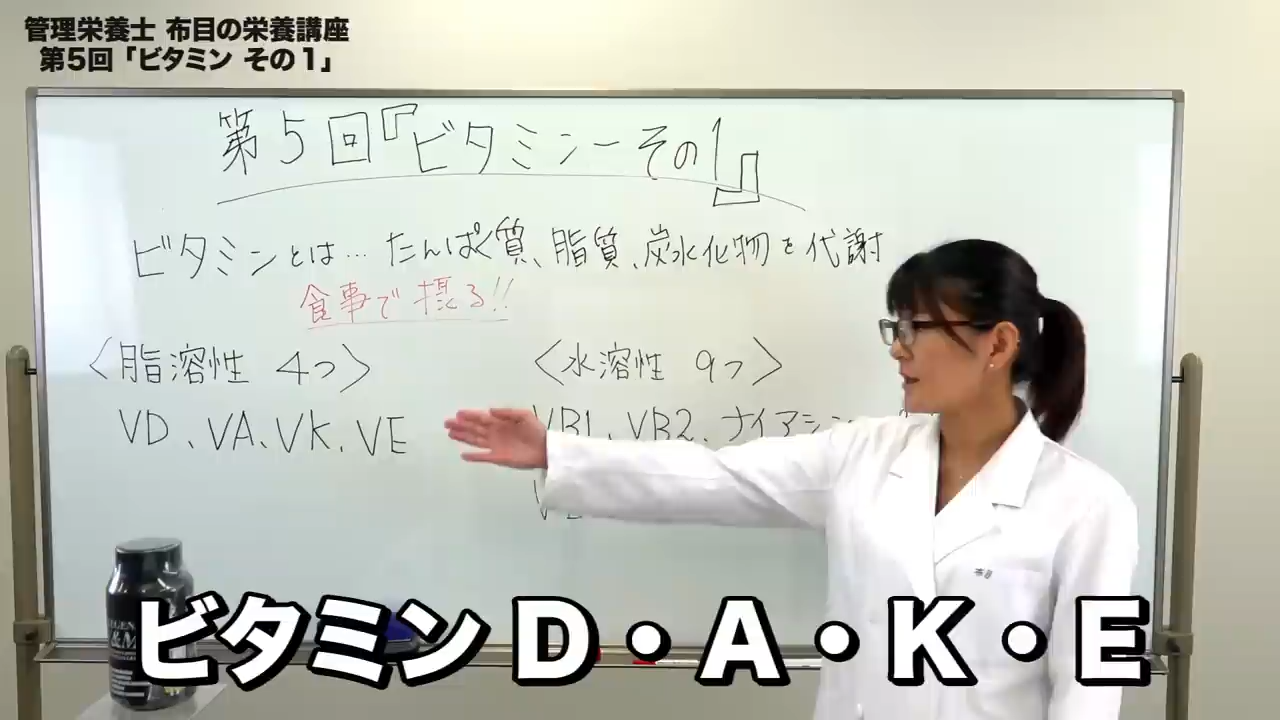 管理栄養士 布目の栄養講座
第5回「ビタミン その1」
第5回『ビタミン－その1』
ビタミンとは… たんぱく質、脂質、炭水化物を代謝
食事で摂る!!
〈脂溶性 4つ〉
〈水溶性 9つ〉
VD、VA、VK、VE
VB1、VB2、ナイアシン
布目
ビタミン D・A・K・E